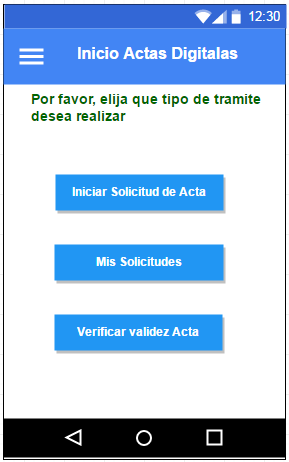 12:30
Inicio Actas Digitalas
Por favor, elija que tipo de tramite
desea realizar
Iniciar Solicitud de Acta
Mis Solicitudes
Verificar validez Acta